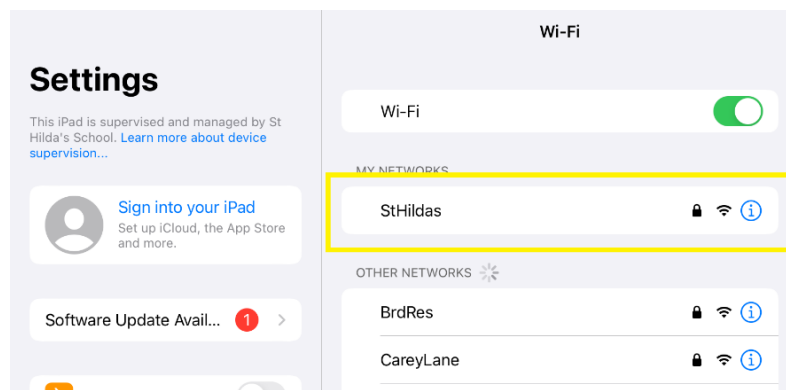 Settings
This iPad is supervised and managed by St
Hilda's School. Learn more about device
supervision...
Sign into your iPad
Set up iCloud, the App Store
and more.
Software Update Avail... 1
Wi-Fi
Wi-Fi
MY NETWORKS
StHildas
OTHER NETWORKS
BrdRes
CareyLane